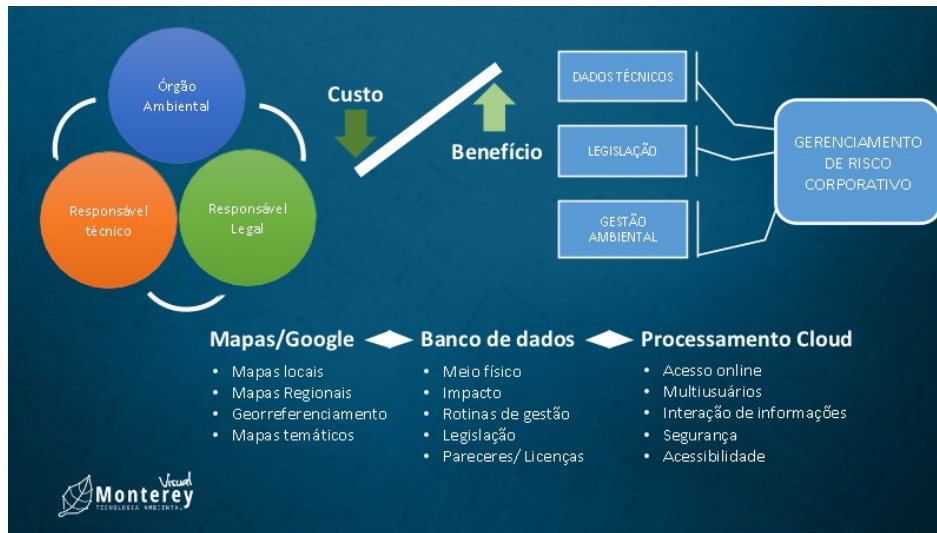 Órgão
Ambiental
Responsável
técnico
Responsável
Legal
Custo
Benefício
DADOS TÉCNICOS
LEGISLAÇÃO
GESTÃO
AMBIENTAL
GERENCIAMENTO
DE RISCO
CORPORATIVO
Mapas/Google
• Mapas locais
• Mapas Regionais
• Georreferenciamento
• Mapas temáticos
Banco de dados
• Meio físico
• Impacto
• Rotinas de gestão
• Legislação
• Pareceres/ Licenças
Processamento Cloud
• Acesso online
• Multiusuários
• Interação de informações
• Segurança
• Acessibilidade
Visual
Monterey
TECNOLOGIA AMBIENTAL